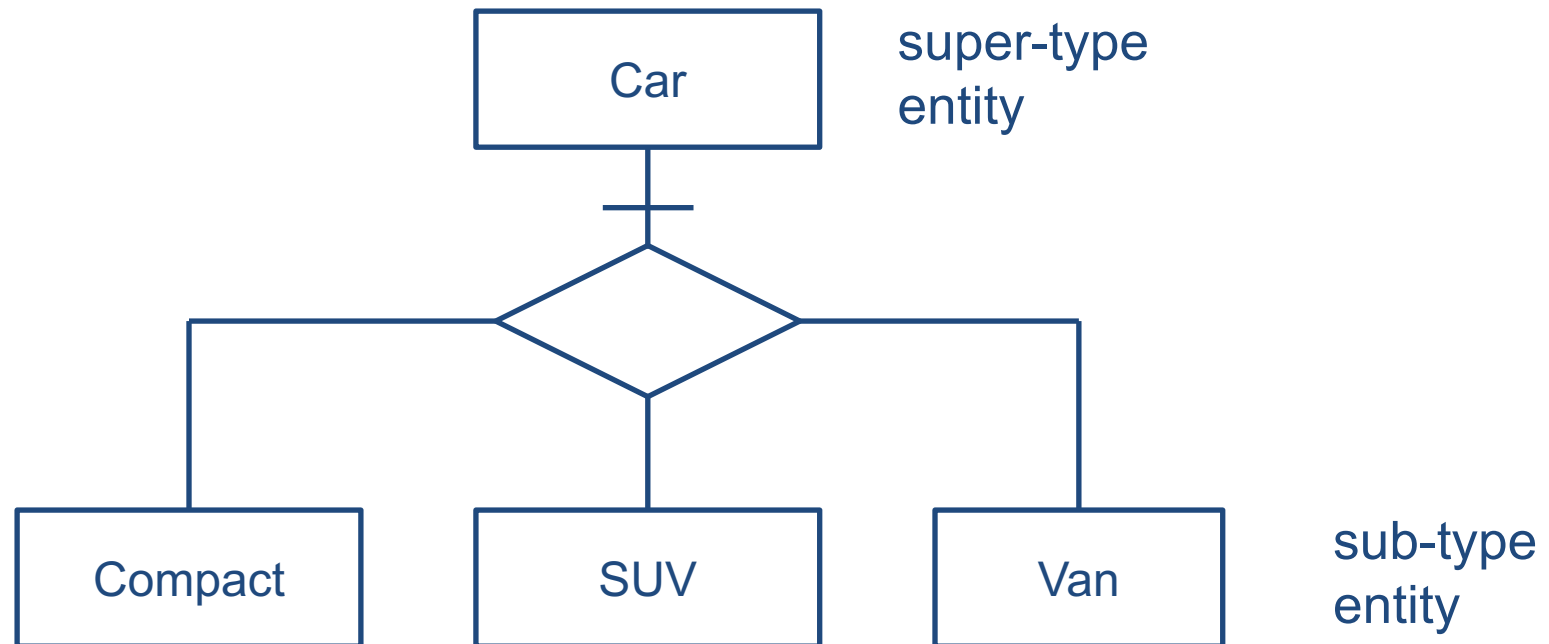 Car
super-type
entity
Compact
SUV
Van
sub-type
entity